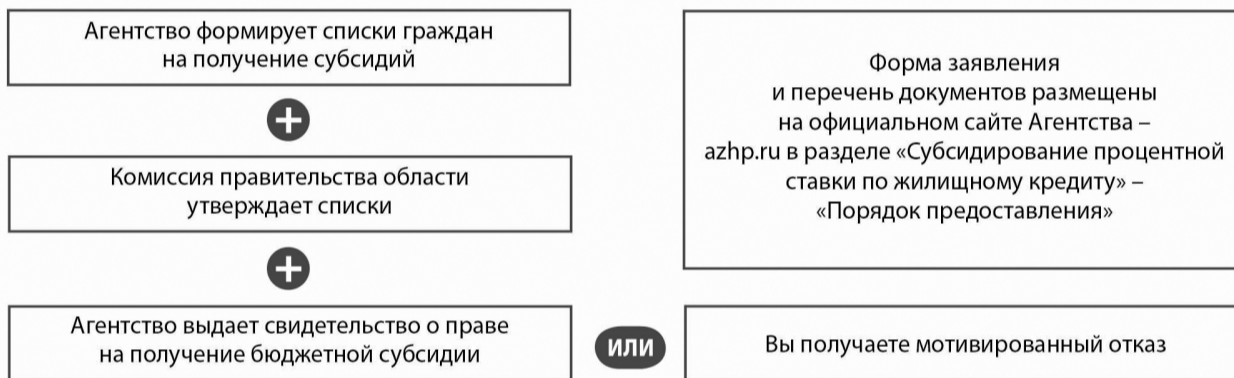 Агентство формирует списки граждан
на получение субсидий
+
Комиссия правительства области
утверждает списки
+
Агентство выдает свидетельство о праве
на получение бюджетной субсидии
ИЛИ
Форма заявления
и перечень документов размещены
на официальном сайте Агентства –
azhp.ru в разделе «Субсидирование процентной
ставки по жилищному кредиту» –
«Порядок предоставления»
Вы получаете мотивированный отказ